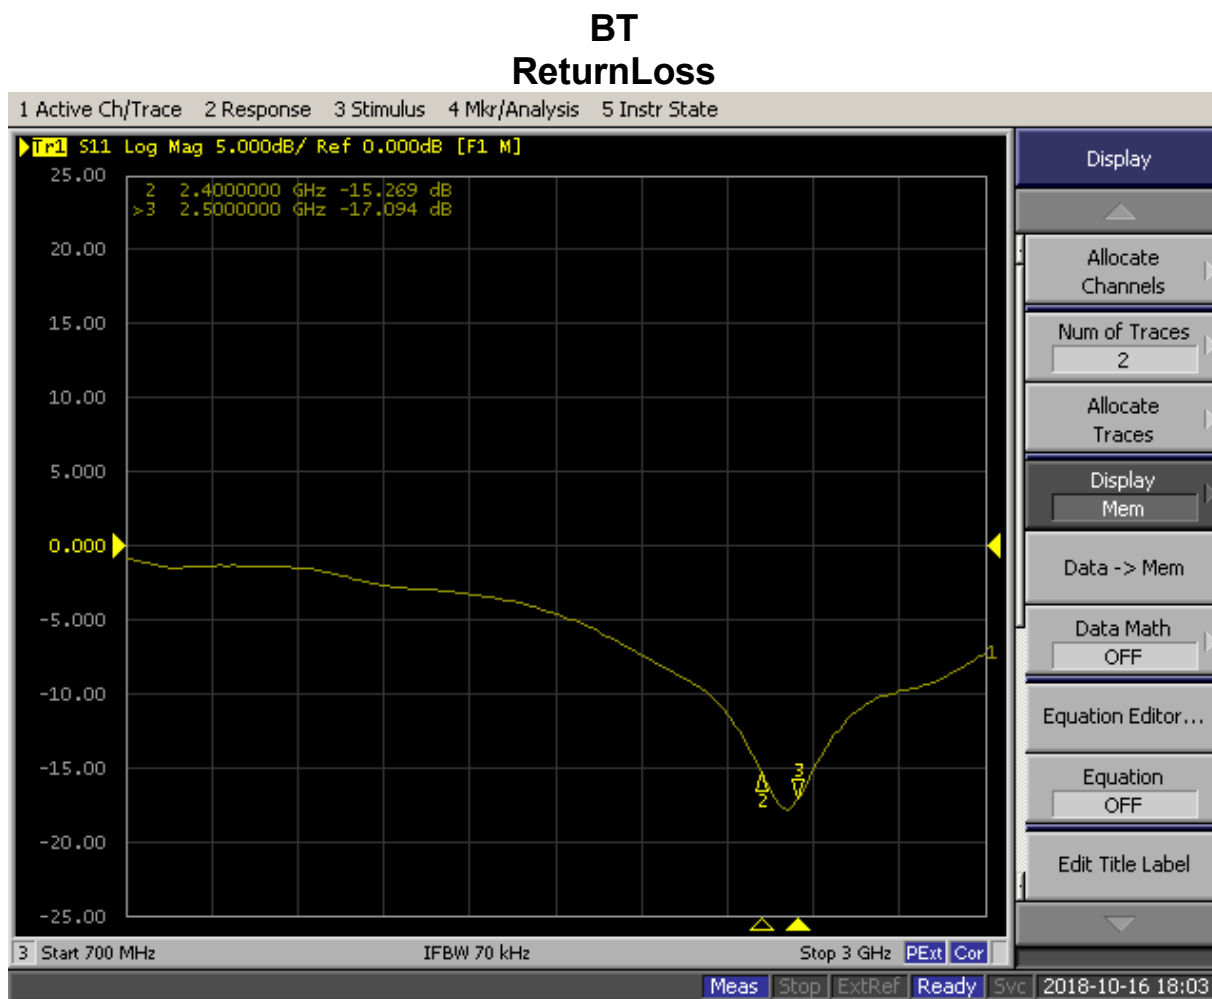 BT
ReturnLoss
1 Active Ch/Trace 2 Response 3 Stimulus 4 Mkr/Analysis 5 Instr State
Tr1 S11 Log Mag 5.000dB/ Ref 0.000dB [F1 M]
Display
25.00
2 2.4000000 GHz -15.269 dB
>3 2.5000000 GHz -17.094 dB
20.00
Allocate
Channels
15.00
Num of Traces
2
10.00
Allocate
Traces
5.000
Display
Mem
0.000
Data -> Mem
-5.000
Data Math
OFF
1
-10.00
Equation Editor...
-15.00
3
2
Equation
OFF
-20.00
Edit Title Label
-25.00
3 Start 700 MHz IFBW 70 kHz Stop 3 GHz PExt Cor
Meas Stop ExtRef Ready Svc 2018-10-16 18:03